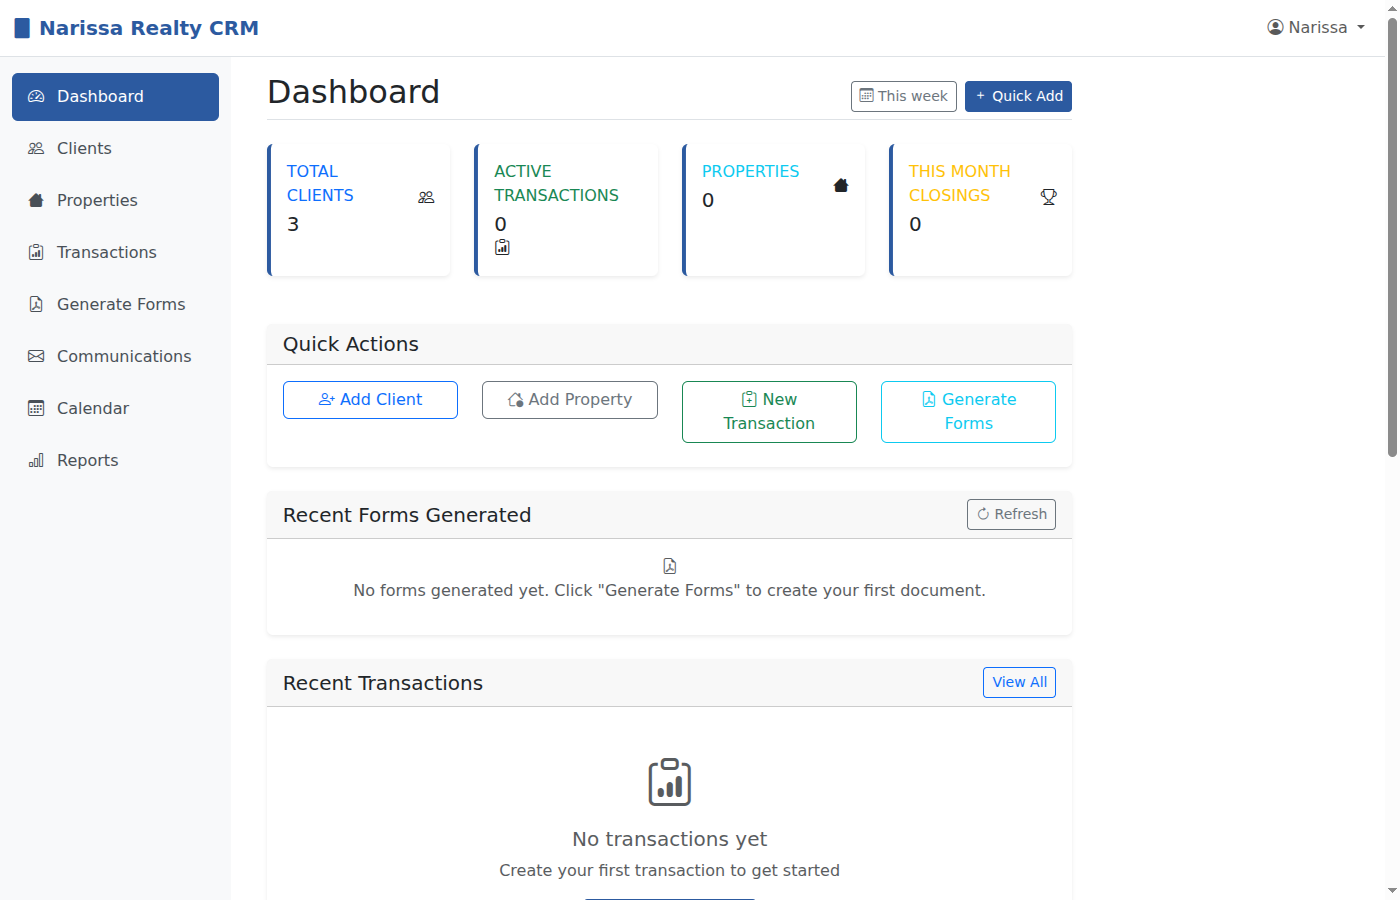 Narissa Realty CRM
Narissa
Dashboard
Clients
Properties
Transactions
Generate Forms
Communications
Calendar
Reports
Dashboard
This week
Quick Add
TOTAL
CLIENTS
3
ACTIVE
TRANSACTIONS
0
PROPERTIES
0
THIS MONTH
CLOSINGS
0
Quick Actions
Add Client
Add Property
New
Transaction
Generate
Forms
Recent Forms Generated
Refresh
No forms generated yet. Click "Generate Forms" to create your first document.
Recent Transactions
View All
No transactions yet
Create your first transaction to get started